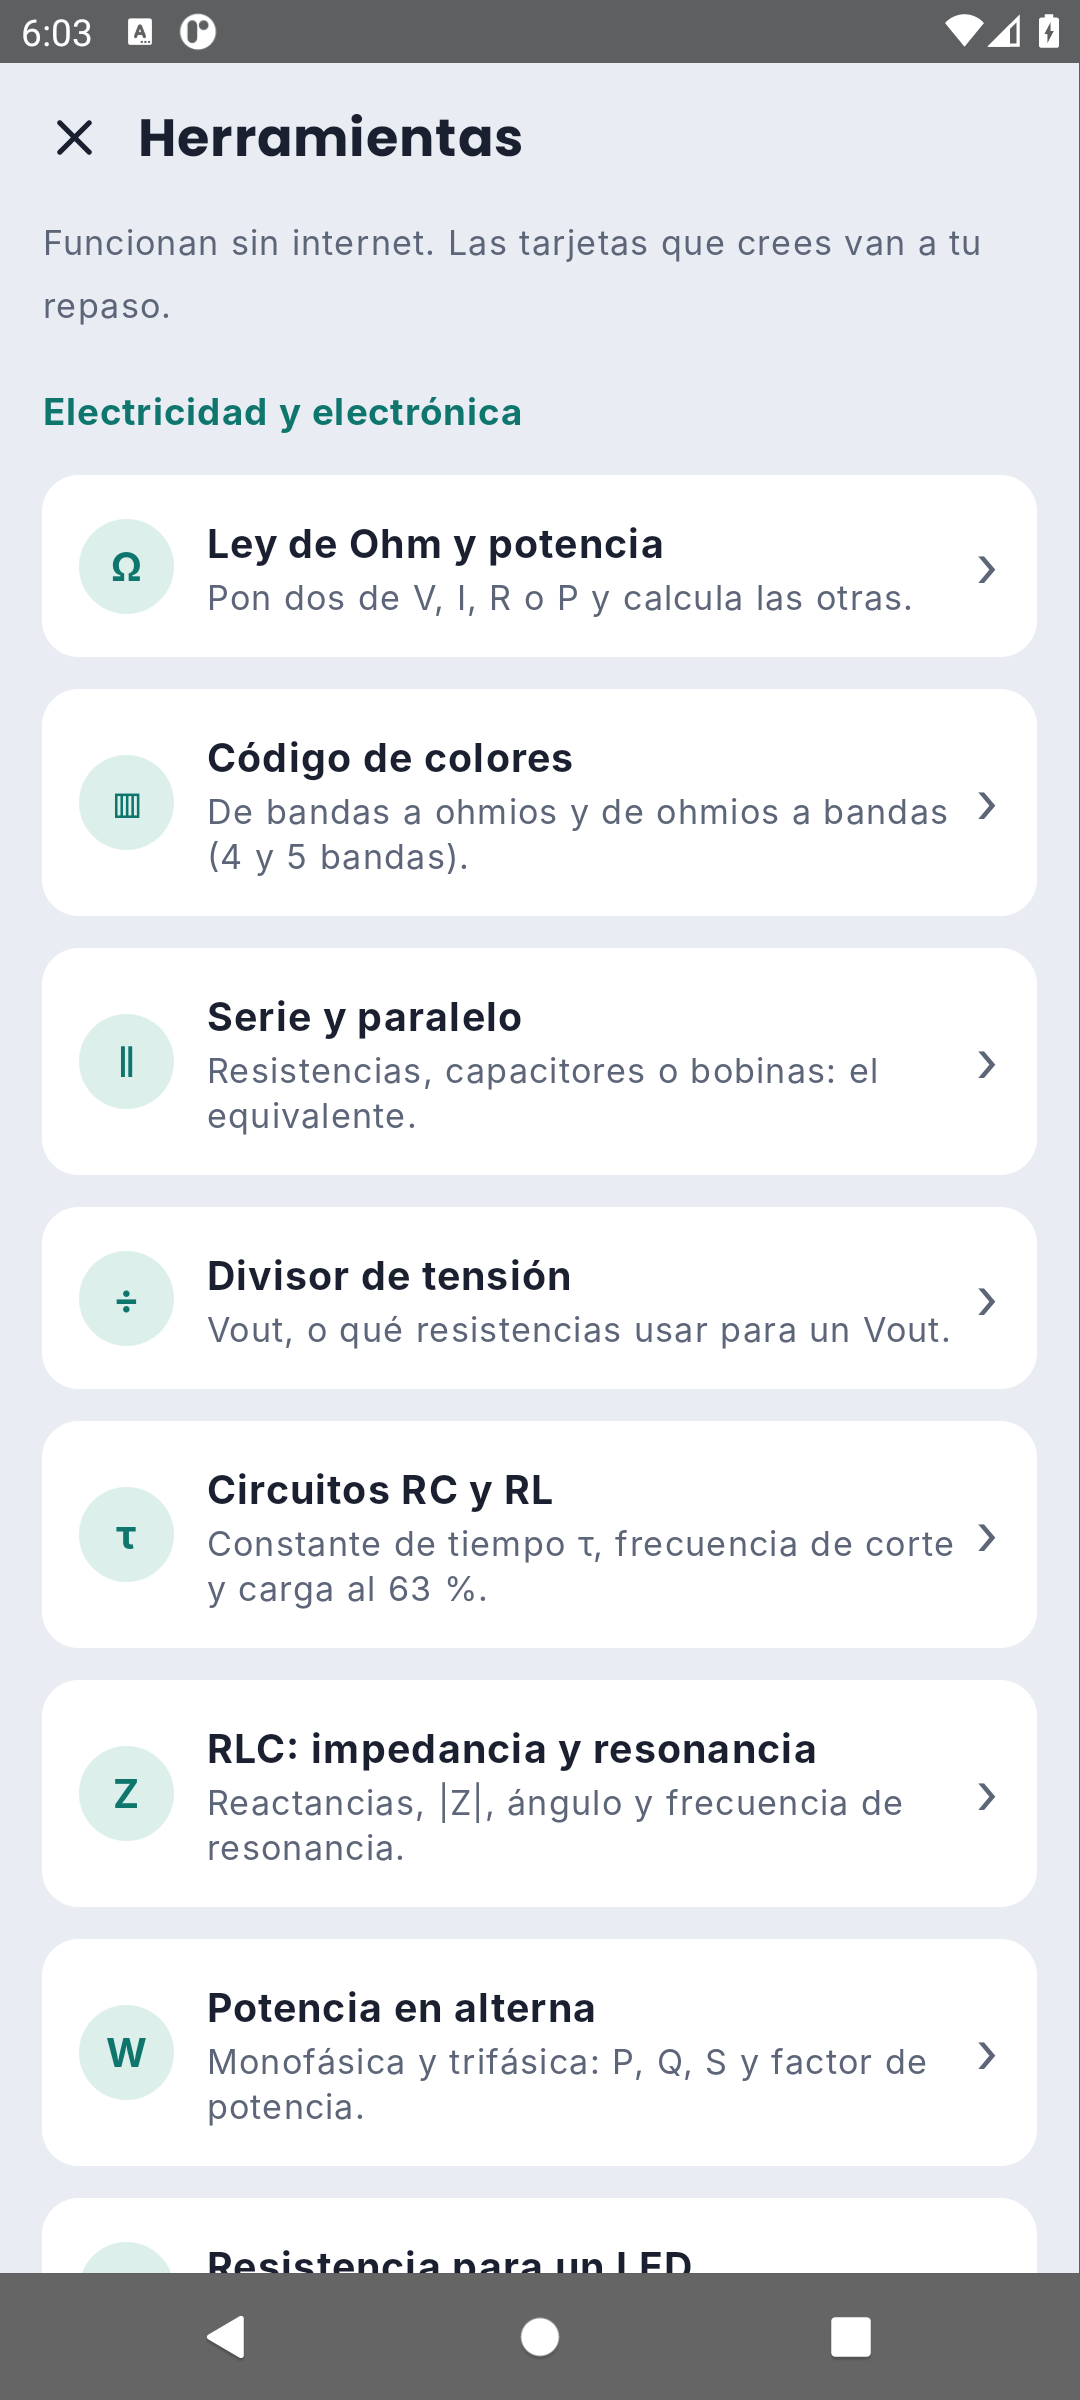 6:03
Herramientas
Funcionan sin internet. Las tarjetas que crees van a tu
repaso.
Electricidad y electrónica
Ω
Ley de Ohm y potencia
Pon dos de V, I, R o P y calcula las otras.
▥
Código de colores
De bandas a ohmios y de ohmios a bandas
(4 y 5 bandas).
∥
Serie y paralelo
Resistencias, capacitores o bobinas: el
equivalente.
÷
Divisor de tensión
Vout, o qué resistencias usar para un Vout.
τ
Circuitos RC y RL
Constante de tiempo τ, frecuencia de corte
y carga al 63 %.
Z
RLC: impedancia y resonancia
Reactancias, |Z|, ángulo y frecuencia de
resonancia.
W
Potencia en alterna
Monofásica y trifásica: P, Q, S y factor de
potencia.
Resistencia para un LED